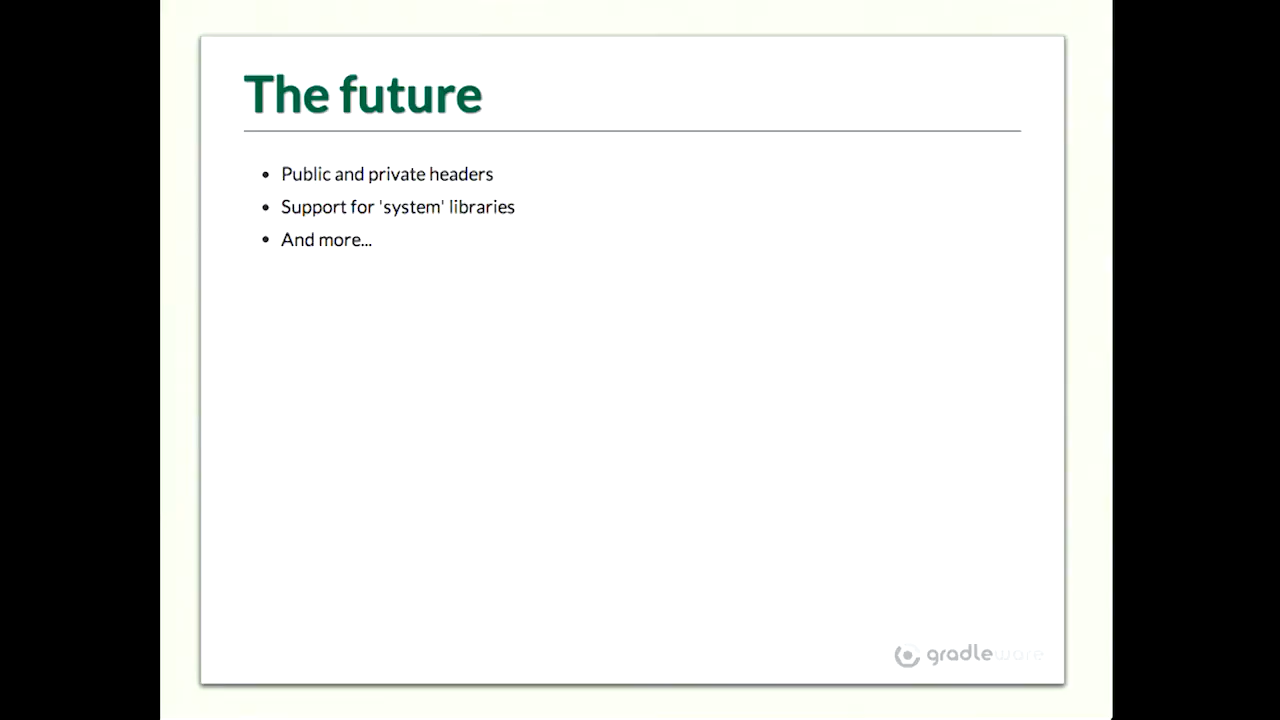 The future
Public and private headers
Support for 'system' libraries
And more...
gradleware